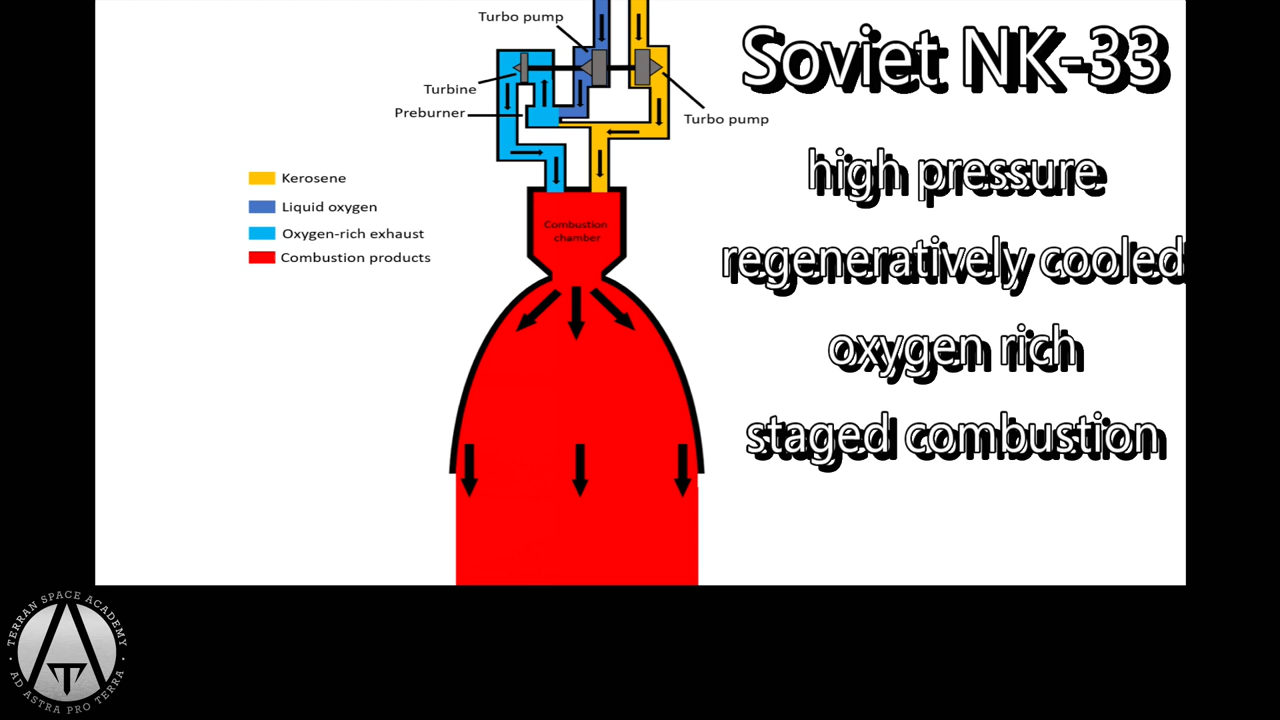 Turbo pump
Turbine
Preburner
Turbo pump
Kerosene
Liquid oxygen
Oxygen-rich exhaust
Combustion products
Combustion
chamber
Soviet NK-33
high pressure
regeneratively cooled
oxygen rich
staged combustion
TERRAN SPACE ACADEMY
AD ASTRA PRO TERRA